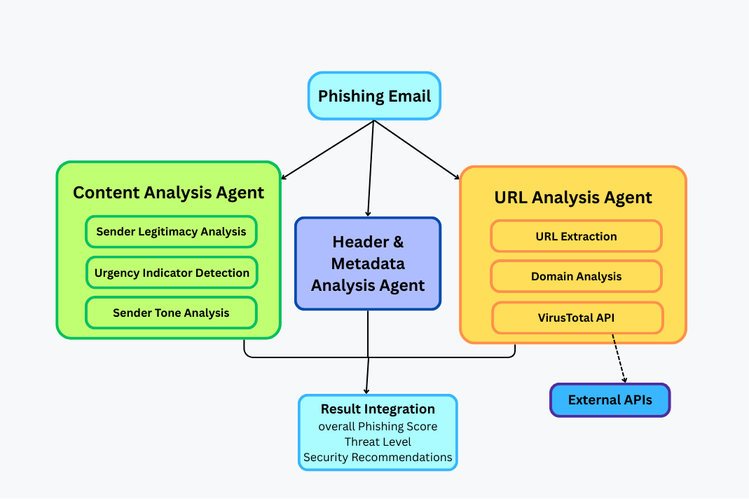 Phishing Email
Content Analysis Agent
Sender Legitimacy Analysis
Urgency Indicator Detection
Sender Tone Analysis
Header &
Metadata
Analysis Agent
URL Analysis Agent
URL Extraction
Domain Analysis
VirusTotal API
External APIs
Result Integration
overall Phishing Score
Threat Level
Security Recommendations